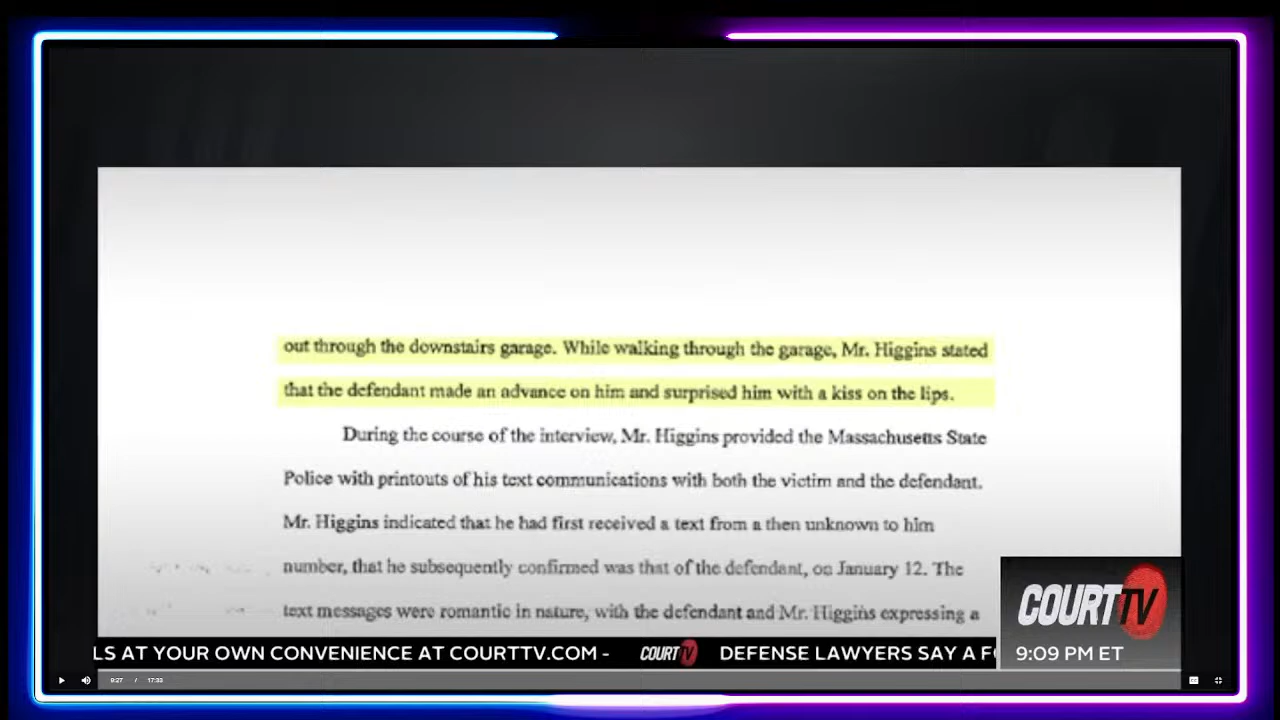 out through the downstairs garage. While walking through the garage, Mr. Higgins stated
that the defendant made an advance on him and surprised him with a kiss on the lips.
During the course of the interview, Mr. Higgins provided the Massachusetts State
Police with printouts of his text communications with both the victim and the defendant.
Mr. Higgins indicated that he had first received a text from a then unknown to him
number, that he subsequently confirmed was that of the defendant, on January 12. The
text messages were romantic in nature, with the defendant and Mr. Higgins expressing a
COURT TV
9:09 PM ET
LS AT YOUR OWN CONVENIENCE AT COURTTV.COM - COURT TV DEFENSE LAWYERS SAY A FO
9:27 / 17:33